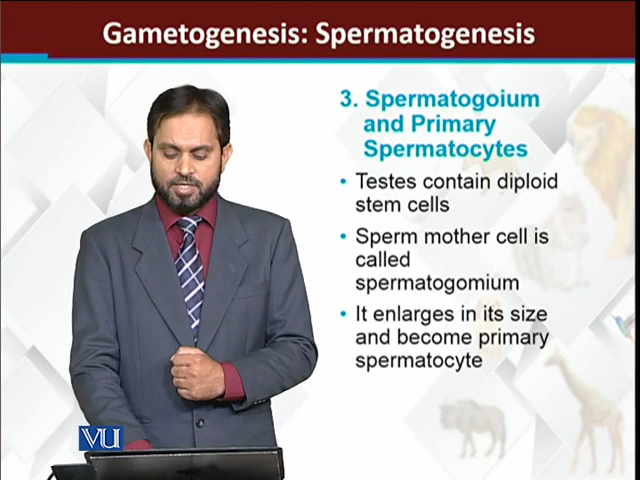 Gametogenesis: Spermatogenesis
3. Spermatogoium
and Primary
Spermatocytes
• Testes contain diploid
stem cells
• Sperm mother cell is
called
spermatogomium
• It enlarges in its size
and become primary
spermatocyte
VU